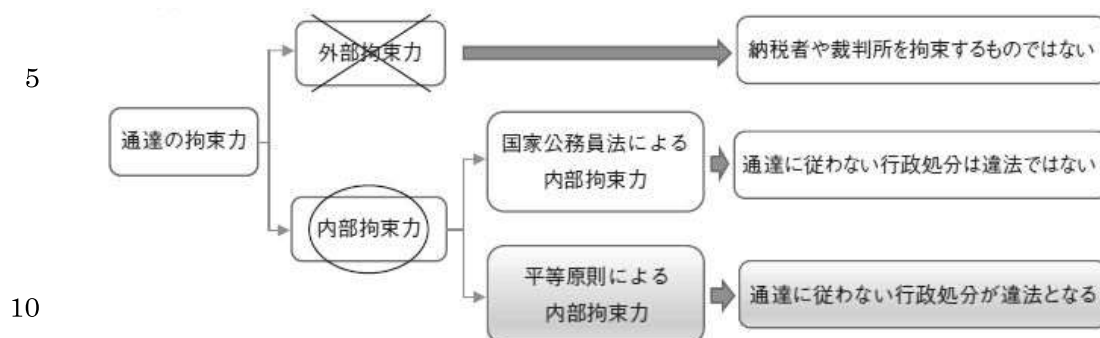 外部拘束力
納税者や裁判所を拘束するものではない
5
通達の拘束力
国家公務員法による
内部拘束力
通達に従わない行政処分は違法ではない
内部拘束力
平等原則による
内部拘束力
通達に従わない行政処分が違法となる
10